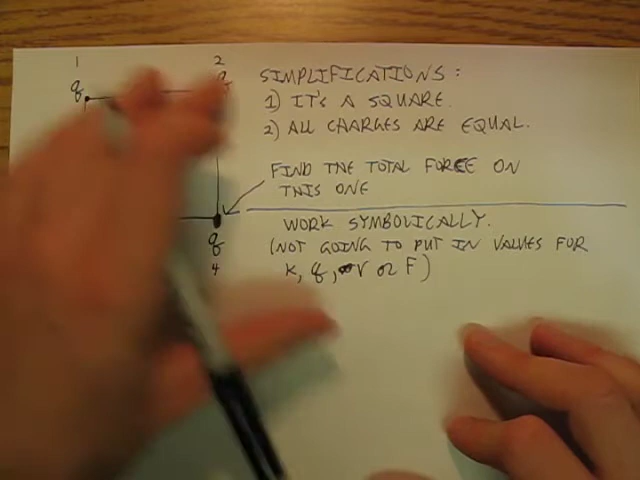 1
2
q
q
SIMPLIFICATIONS:
1) IT'S A SQUARE.
2) ALL CHARGES ARE EQUAL.
FIND THE TOTAL FORCE ON
THIS ONE
WORK SYMBOLICALLY.
(NOT GOING TO PUT IN VALUES FOR
k, q, r OR F)
q
4